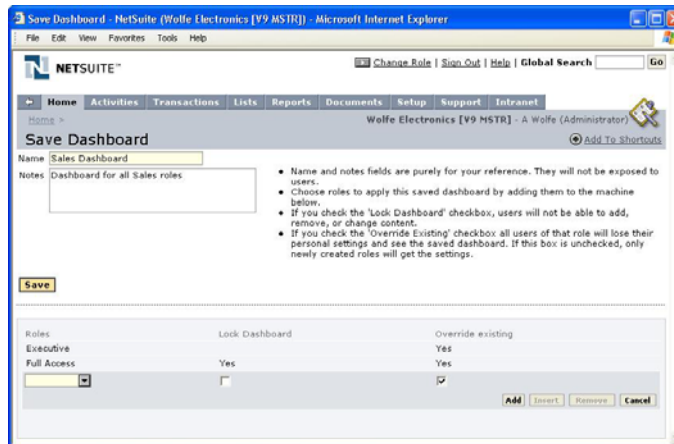 Save Dashboard - NetSuite (Wolfe Electronics [V9 MSTR]) - Microsoft Internet Explorer
File Edit View Favorites Tools Help
NETSUITE™ Change Role | Sign Out | Help | Global Search Go
Home Activities Transactions Lists Reports Documents Setup Support Intranet
Home » Wolfe Electronics [V9 MSTR] - A Wolfe (Administrator)
Save Dashboard Add To Shortcuts
Name Sales Dashboard
Notes Dashboard for all Sales roles
• Name and notes fields are purely for your reference. They will not be exposed to
users.
• Choose roles to apply this saved dashboard by adding them to the machine
below.
• If you check the 'Lock Dashboard' checkbox, users will not be able to add,
remove, or change content.
• If you check the 'Override Existing' checkbox all users of that role will lose their
personal settings and see the saved dashboard. If this box is unchecked, only
newly created roles will get the settings.
Save
Roles Lock Dashboard Override existing
Executive Yes
Full Access Yes Yes
Add Insert Remove Cancel